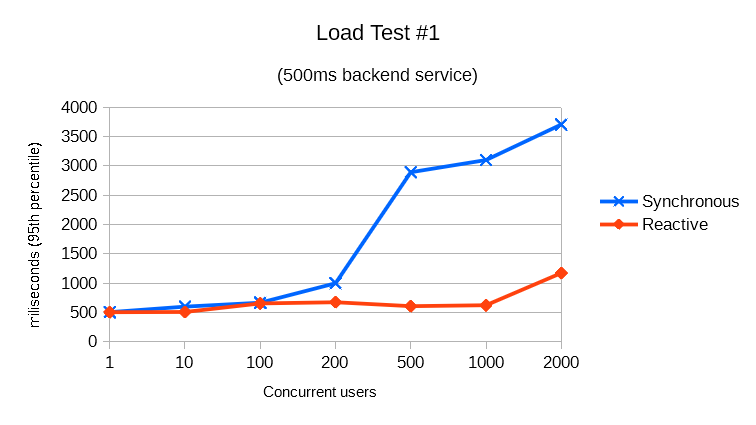 Load Test #1
(500ms backend service)
4000
3500
3000
2500
2000
1500
1000
500
0
miliseconds (95th percentile)
1 10 100 200 500 1000 2000
Concurrent users
Synchronous
Reactive